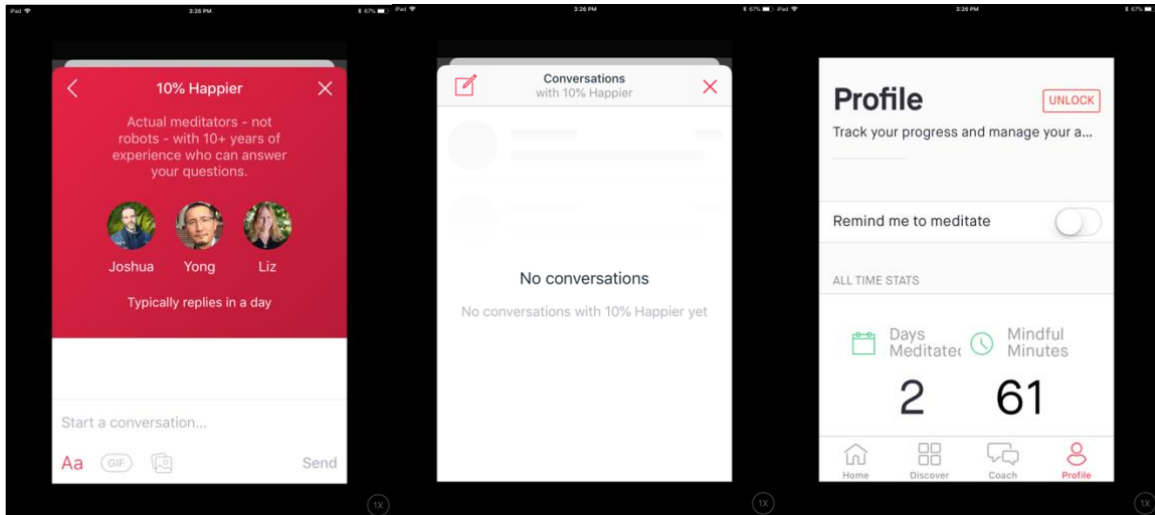 iPad 3:26 PM 67%
10% Happier
Actual meditators - not
robots - with 10+ years of
experience who can answer
your questions.
Joshua Yong Liz
Typically replies in a day
Start a conversation...
Aa GIF Send
1X
iPad 3:26 PM 67%
Conversations
with 10% Happier
No conversations
No conversations with 10% Happier yet
1X
iPad 3:26 PM 67%
Profile UNLOCK
Track your progress and manage your a...
Remind me to meditate
ALL TIME STATS
Days Mindful
Meditated Minutes
2 61
Home Discover Coach Profile
1X